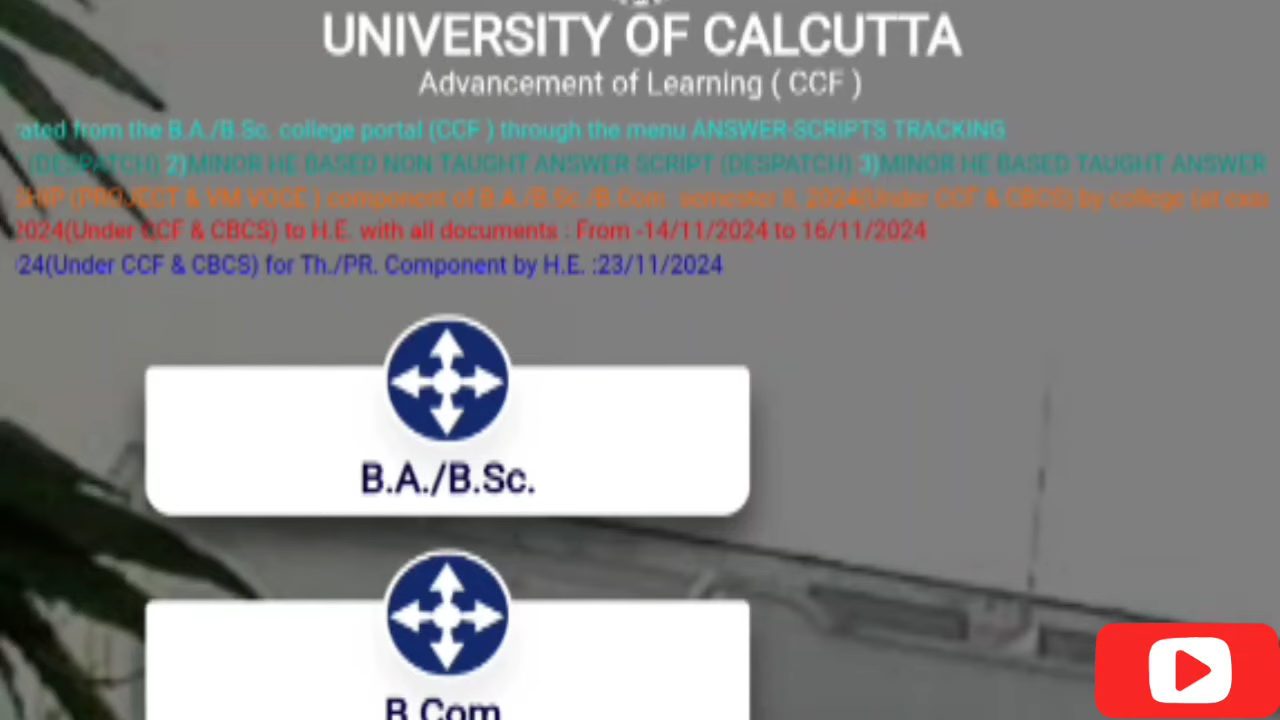 UNIVERSITY OF CALCUTTA
Advancement of Learning ( CCF )
from the B.A./B.Sc. college portal (CCF ) through the menu ANSWER-SCRIPTS TRACKING
(DESPATCH) 2)MINOR HE BASED NON TAUGHT ANSWER SCRIPT (DESPATCH) 3)MINOR HE BASED TAUGHT ANSWER
SHIP (PROJECT & VM VOCE ) component of B.A./B.Sc./B.Com. semester II, 2024(Under CCF & CBCS) by college (at
2024(Under CCF & CBCS) to H.E. with all documents : From -14/11/2024 to 16/11/2024
24(Under CCF & CBCS) for Th./PR. Component by H.E. :23/11/2024
B.A./B.Sc.
B.Com